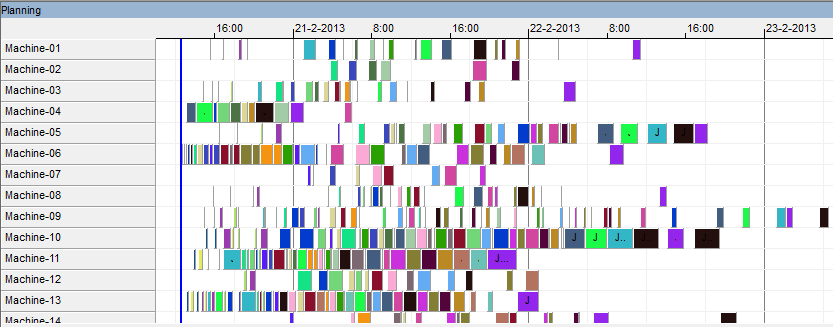 Planning
16:00 21-2-2013 8:00 16:00 22-2-2013 8:00 16:00 23-2-2013
Machine-01
Machine-02
Machine-03
Machine-04
Machine-05 J J
Machine-06
Machine-07
Machine-08
Machine-09
Machine-10 J J J..
Machine-11 J...
Machine-12
Machine-13
Machine-14